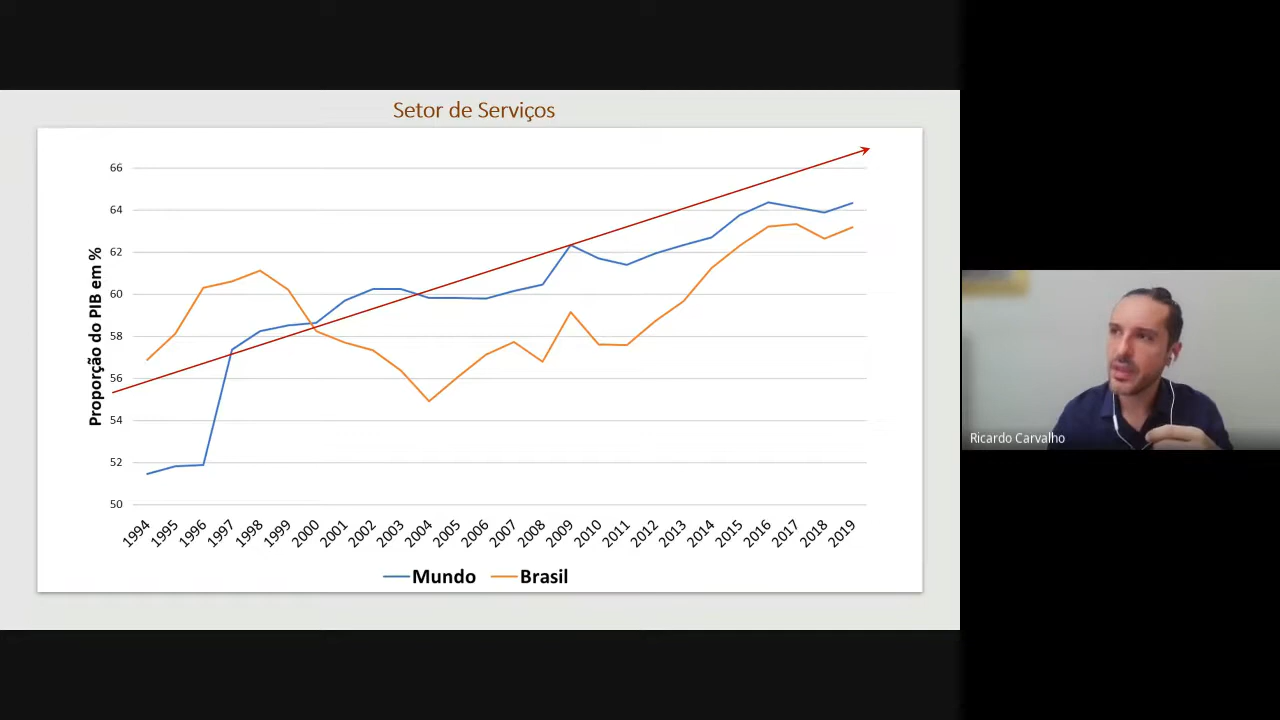 Setor de Serviços
Proporção do PIB em %
66
64
62
60
58
56
54
52
50
1994 1995 1996 1997 1998 1999 2000 2001 2002 2003 2004 2005 2006 2007 2008 2009 2010 2011 2012 2013 2014 2015 2016 2017 2018 2019
Mundo Brasil
Ricardo Carvalho